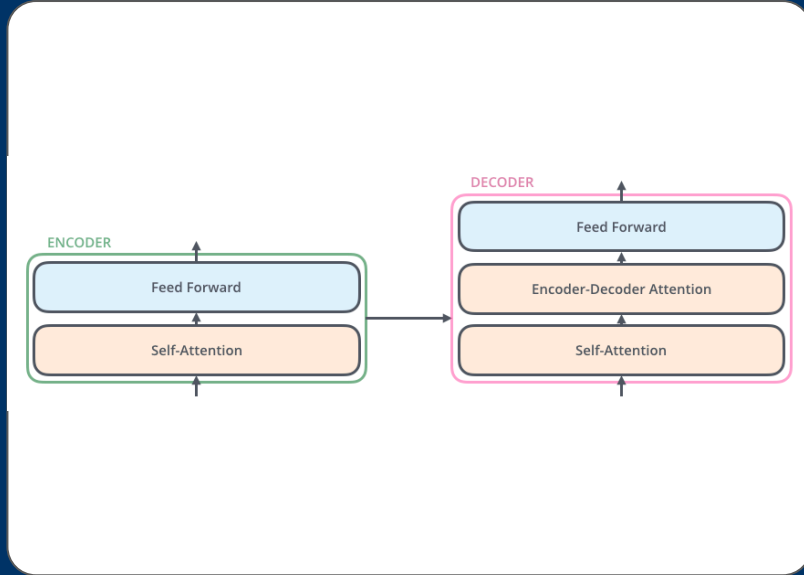 ENCODER
Feed Forward
Self-Attention
DECODER
Feed Forward
Encoder-Decoder Attention
Self-Attention